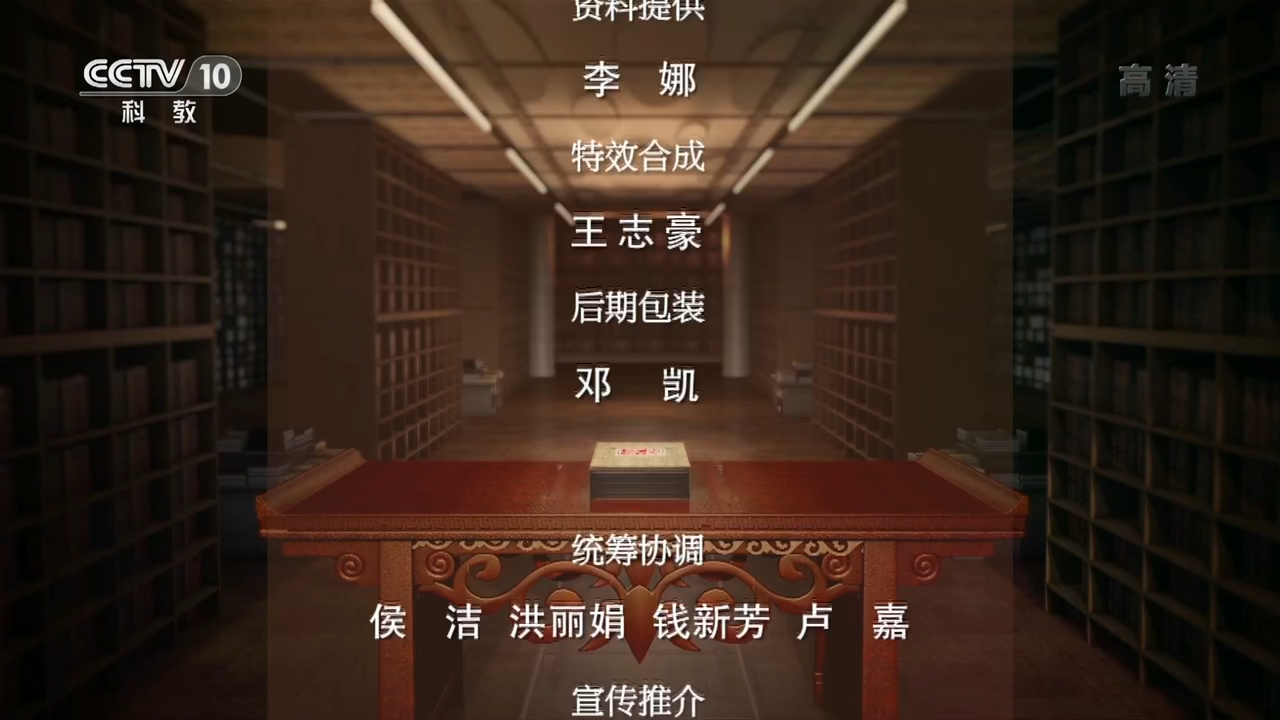 资料提供
CCTV 10
科教
高清
李 娜
特效合成
王志豪
后期包装
邓 凯
统筹协调
侯 洁 洪丽娟 钱新芳 卢 嘉
宣传推介